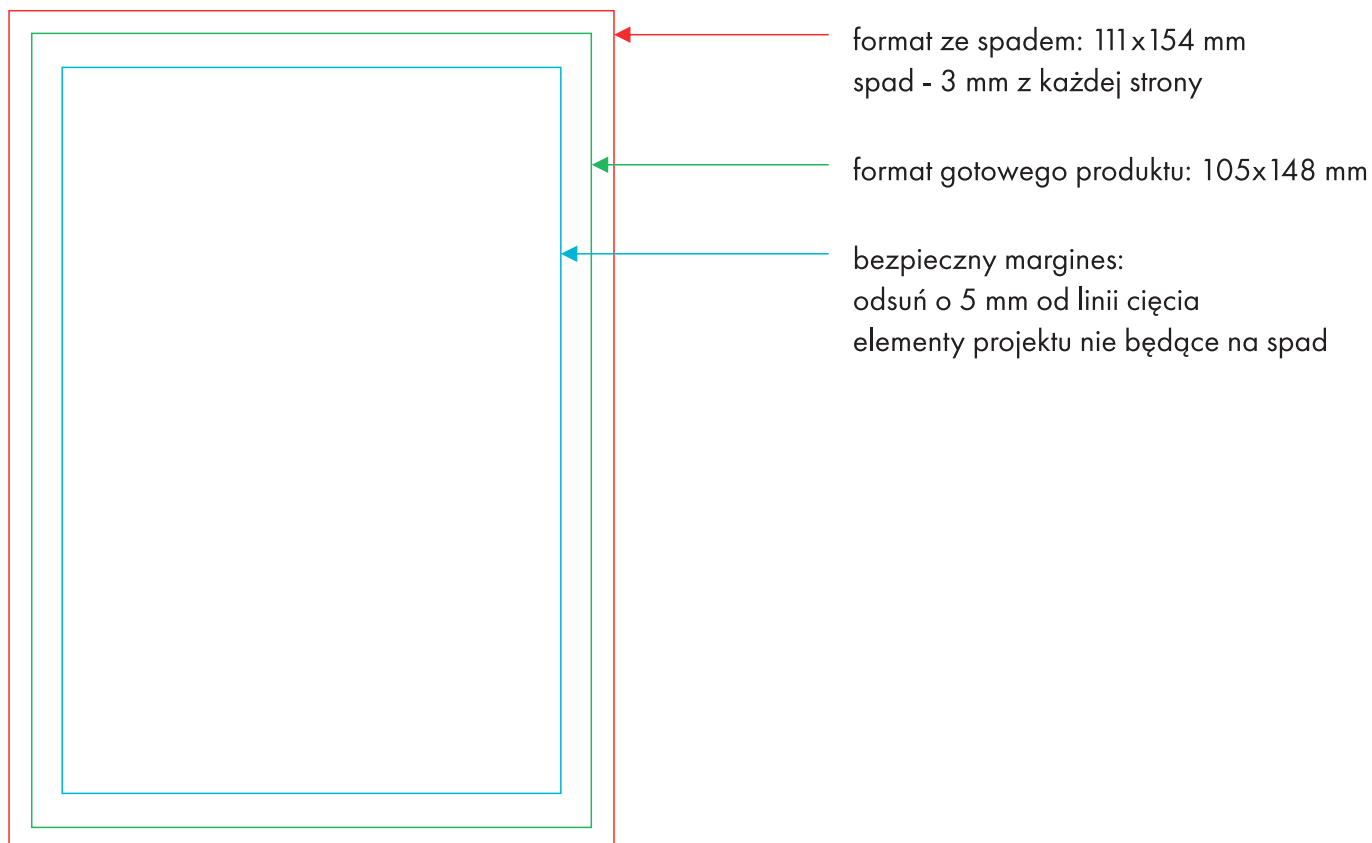 format ze spadem: 111x154 mm
spad - 3 mm z każdej strony
format gotowego produktu: 105x148 mm
bezpieczny margines:
odsuń o 5 mm od linii cięcia
elementy projektu nie będące na spad